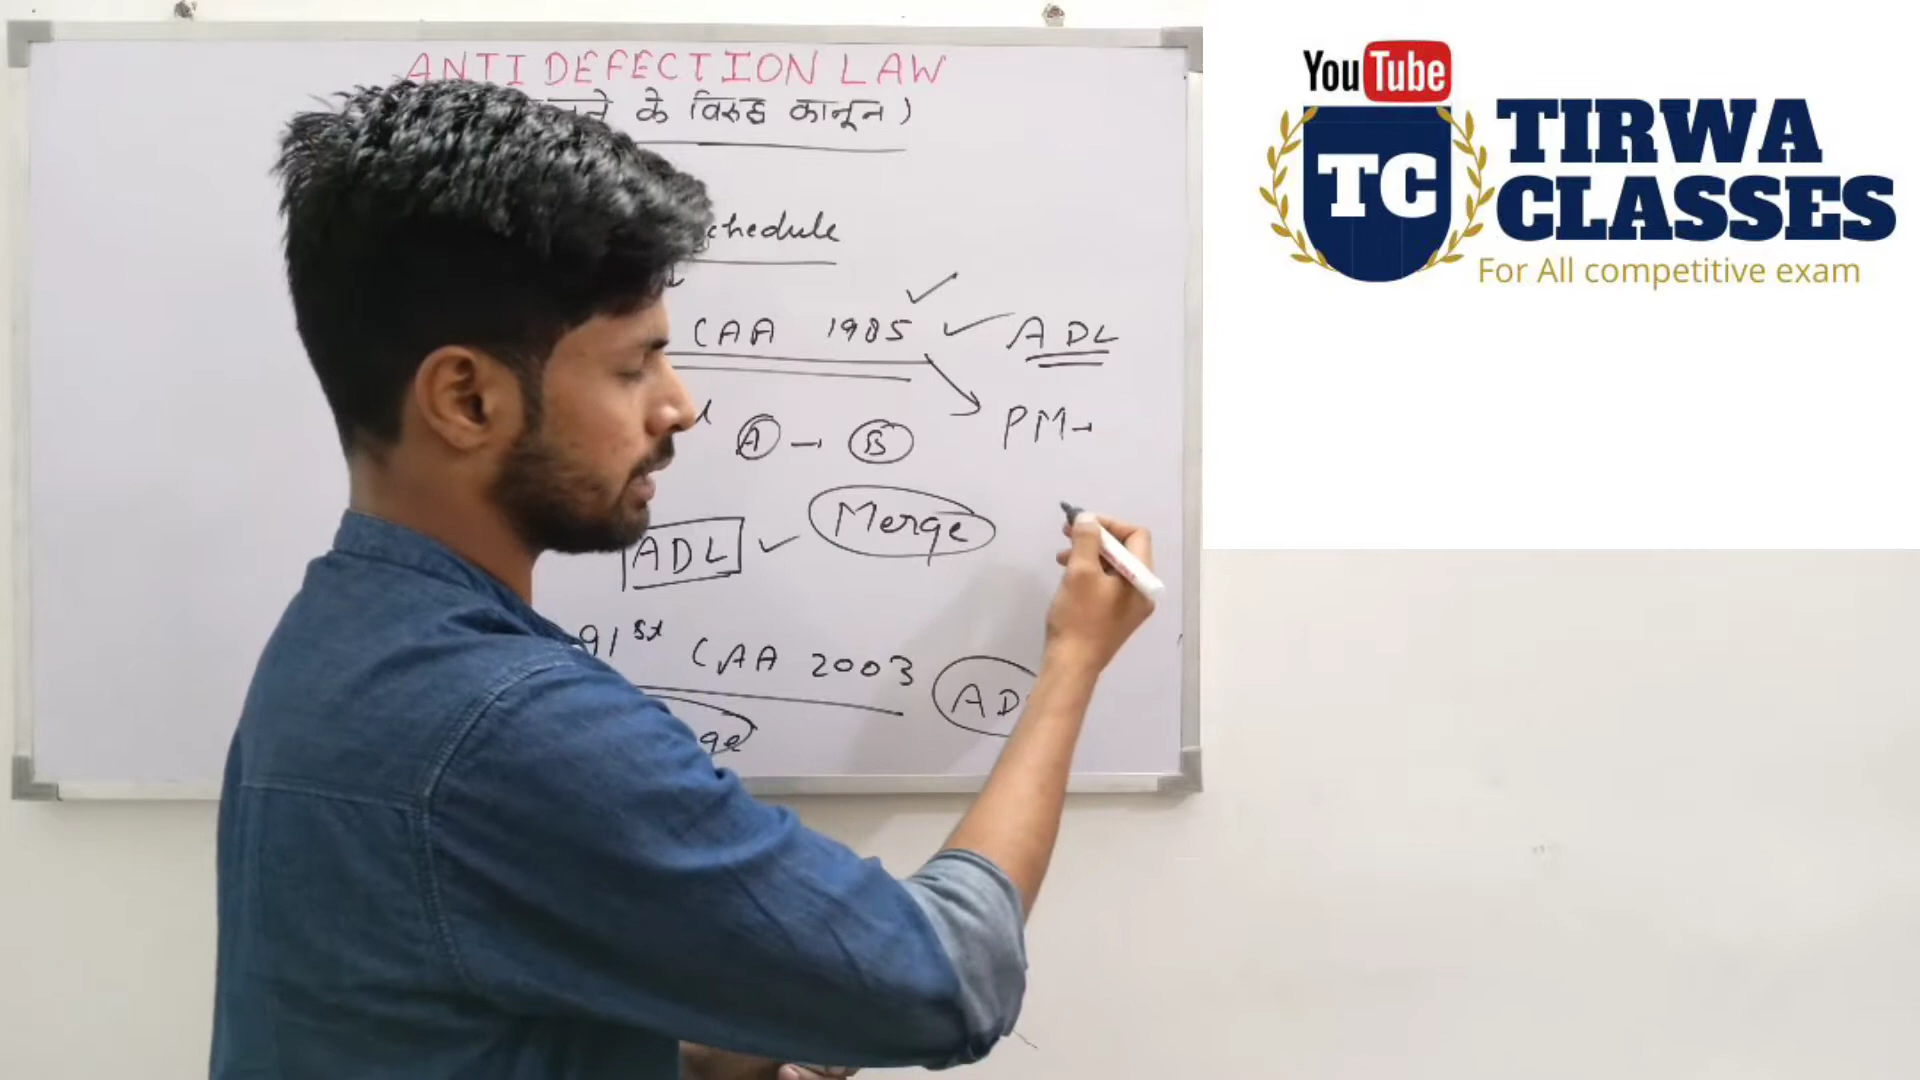 ANTI DEFECTION LAW
के विरुद्ध कानून)
chedule
CAA 1985 ✓ ADL
A → B
PM→
ADL ✓ Merge
91st CAA 2003
YouTube
TC
TIRWA
CLASSES
For All competitive exam